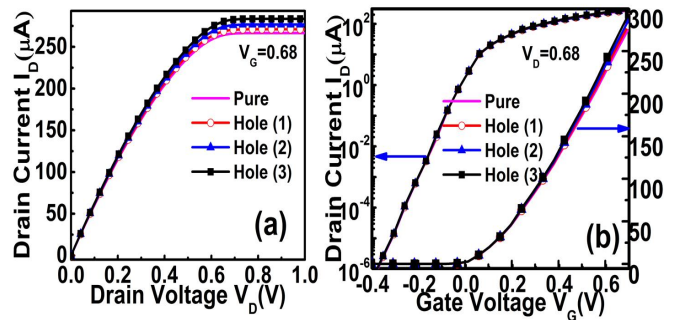 Drain Current I_D(μA)
250
200
150
100
50
0
0.0 0.2 0.4 0.6 0.8 1.0
Drain Voltage V_D(V)
V_G=0.68
Pure
Hole (1)
Hole (2)
Hole (3)
(a)
Drain Current I_D(μA)
10^2
10^0
10^-2
10^-4
10^-6
-0.4 -0.2 0.0 0.2 0.4 0.6
Gate Voltage V_G(V)
V_D=0.68
Pure
Hole (1)
Hole (2)
Hole (3)
(b)
300
250
200
150
100
50
0